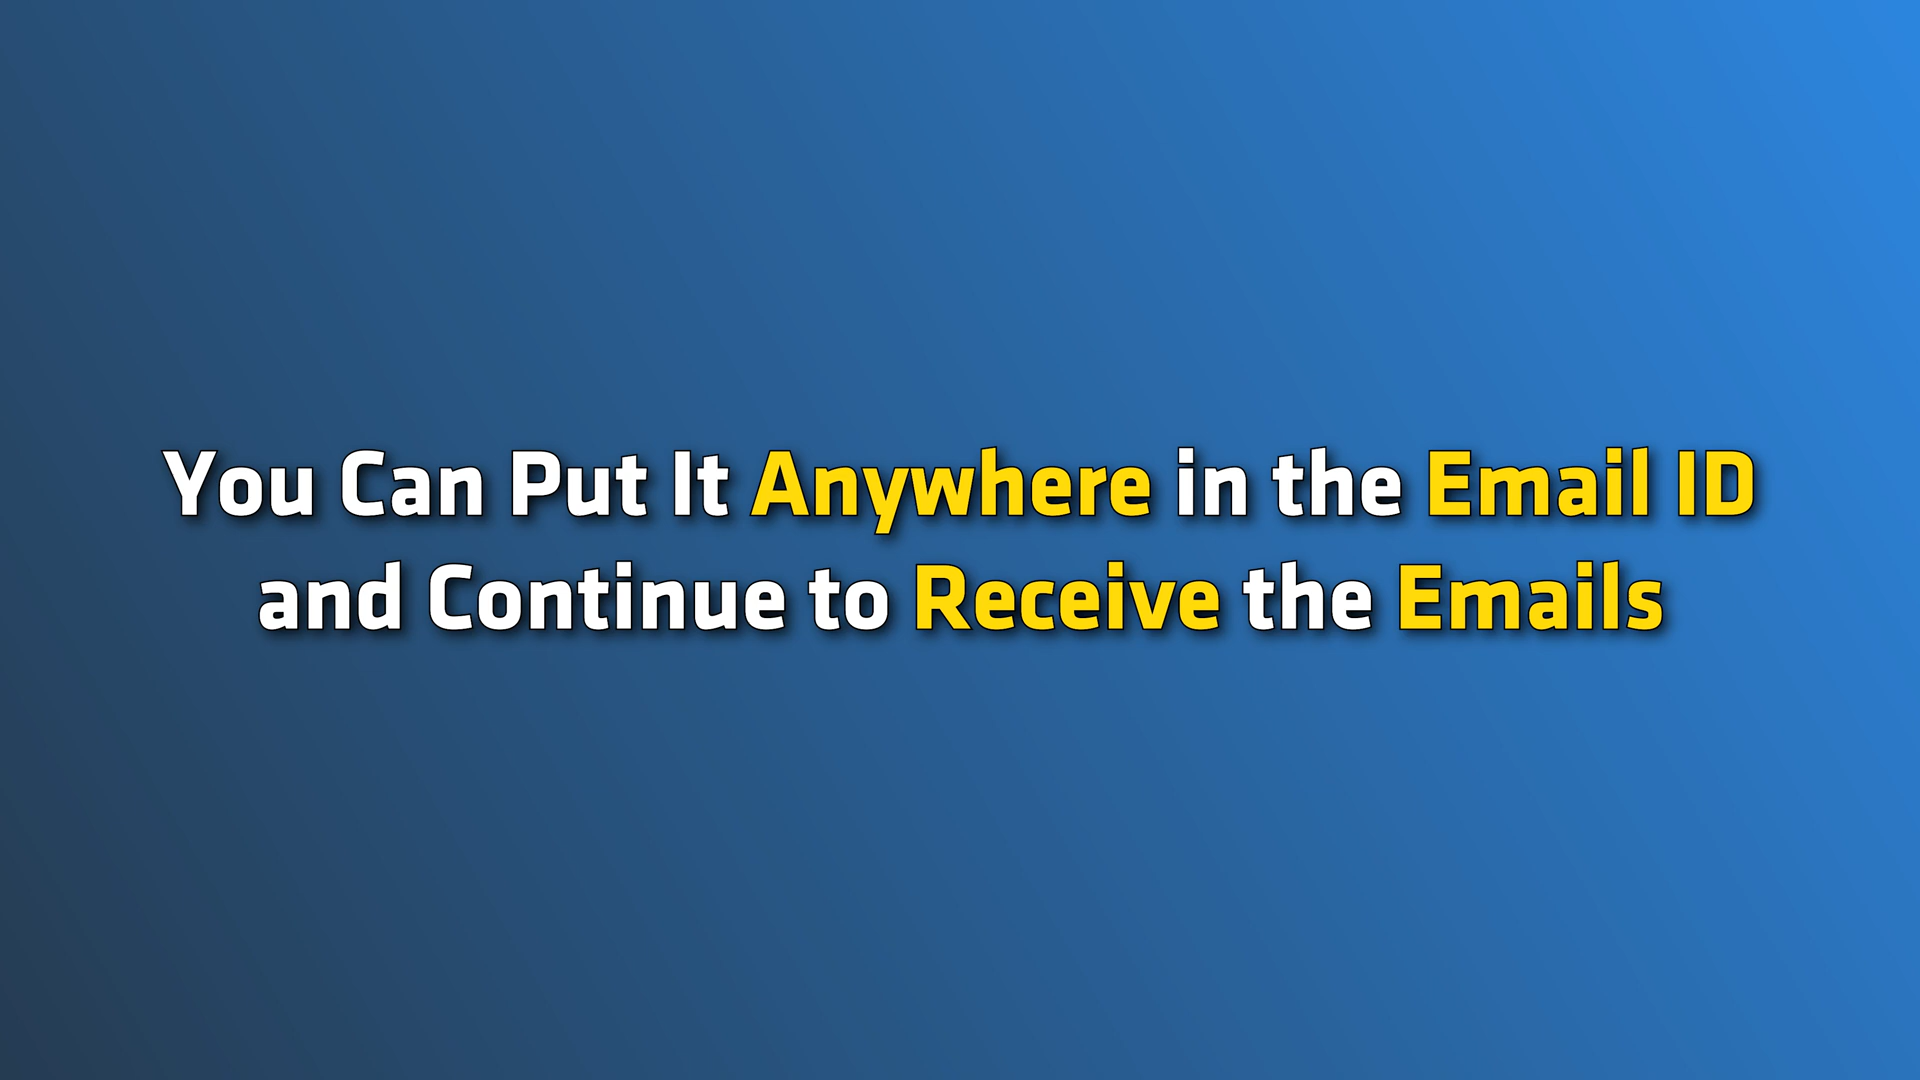 You Can Put It Anywhere in the Email ID
and Continue to Receive the Emails